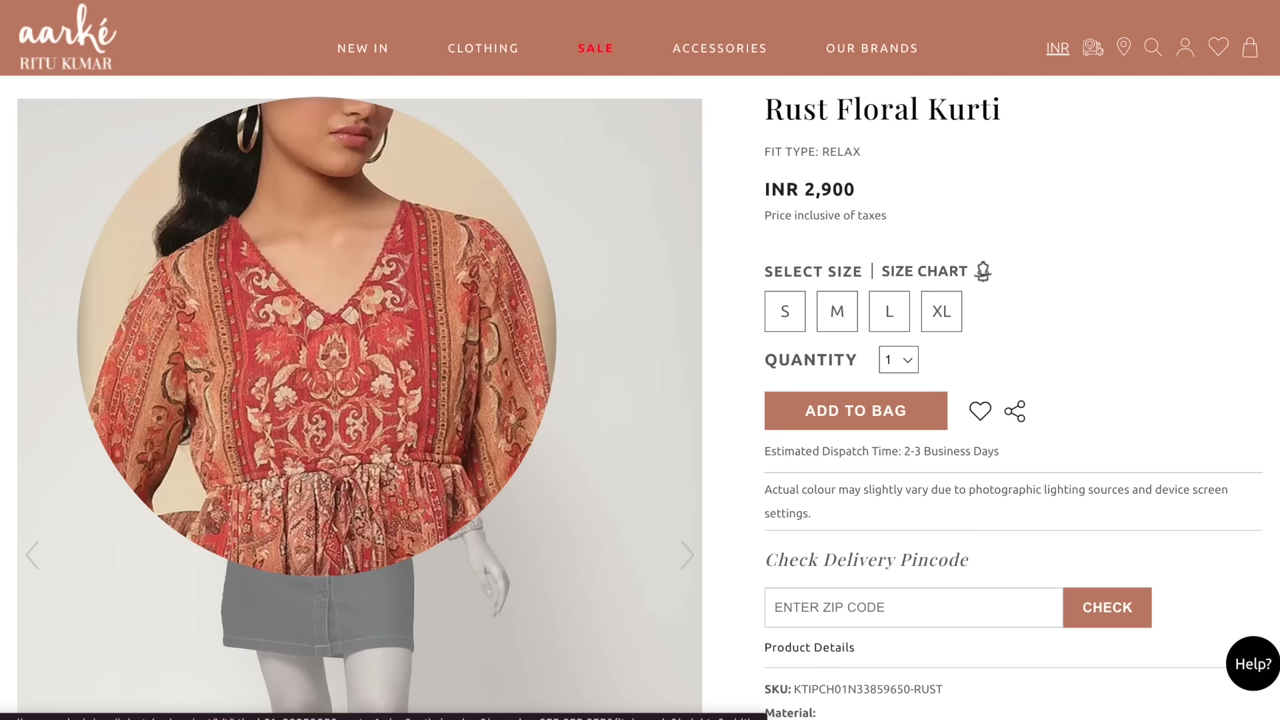 aarké
RITU KUMAR
NEW IN
CLOTHING
SALE
ACCESSORIES
OUR BRANDS
INR
Rust Floral Kurti
FIT TYPE: RELAX
INR 2,900
Price inclusive of taxes
SELECT SIZE | SIZE CHART
S
M
L
XL
QUANTITY 1
ADD TO BAG
Estimated Dispatch Time: 2-3 Business Days
Actual colour may slightly vary due to photographic lighting sources and device screen
settings.
Check Delivery Pincode
ENTER ZIP CODE
CHECK
Product Details
Help?
SKU: KTIPCH01N33859650-RUST
Material: